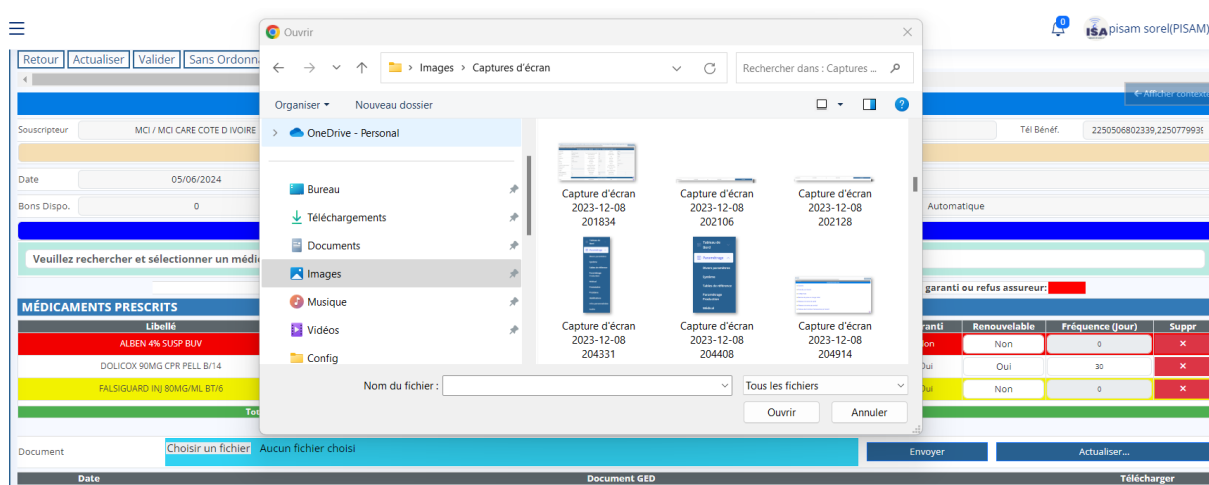 Ouvrir
0
ISA pisam sorel(PISAM)
Retour Actualiser Valider Sans Ordonn
Images > Captures d'écran
Rechercher dans : Captures ...
Organiser Nouveau dossier
Afficher contexte
Souscripteur MCI / MCI CARE COTE D IVOIRE
Tél Bénéf. 2250506802339,2250779939
OneDrive - Personal
Date 05/06/2024
Bons Dispo. 0
Automatique
Bureau
Téléchargements
Documents
Images
Musique
Vidéos
Config
Capture d'écran 2023-12-08 201834
Capture d'écran 2023-12-08 202106
Capture d'écran 2023-12-08 202128
Capture d'écran 2023-12-08 204331
Capture d'écran 2023-12-08 204408
Capture d'écran 2023-12-08 204914
Veuillez rechercher et sélectionner un médi
garanti ou refus assureur:
MÉDICAMENTS PRESCRITS
Libellé
ranti Renouvelable Fréquence (Jour) Suppr
ALBEN 4% SUSP BUV
Non 0 ×
DOLICOX 90MG CPR PELL B/14
Oui 30 ×
FALSIGUARD INJ 80MG/ML BT/6
Non 0 ×
Tot
Nom du fichier : Tous les fichiers
Ouvrir Annuler
Document Choisir un fichier Aucun fichier choisi Envoyer Actualiser...
Date Document GED Télécharger